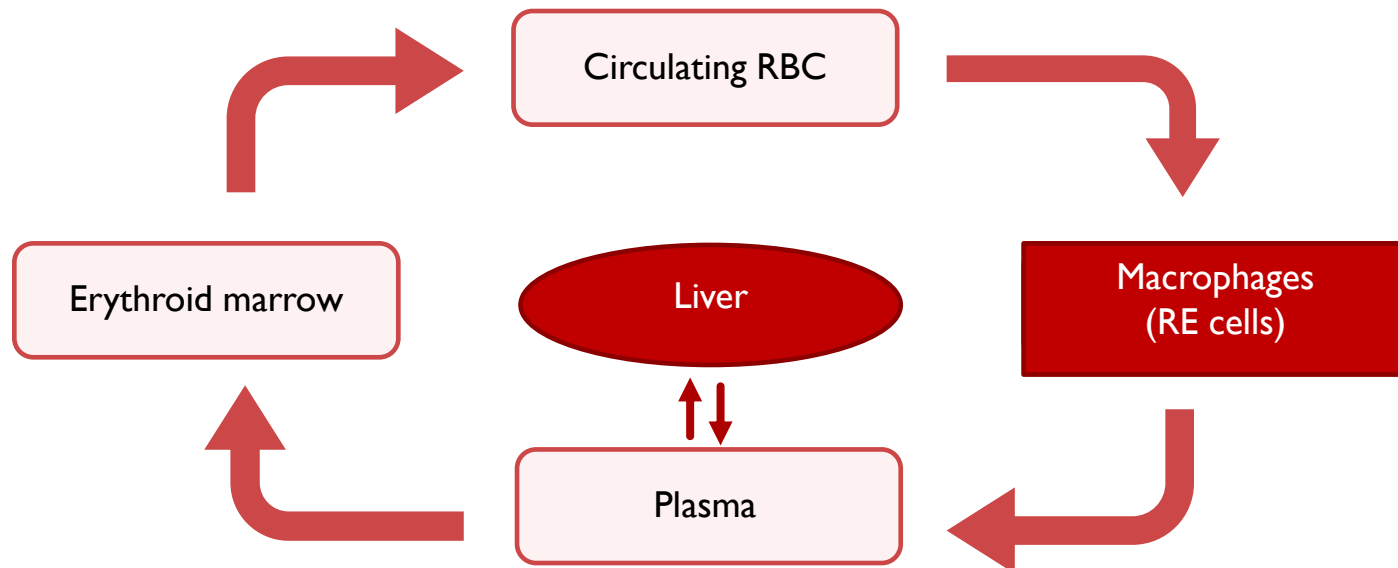 Circulating RBC
Erythroid marrow
Liver
Macrophages
(RE cells)
Plasma